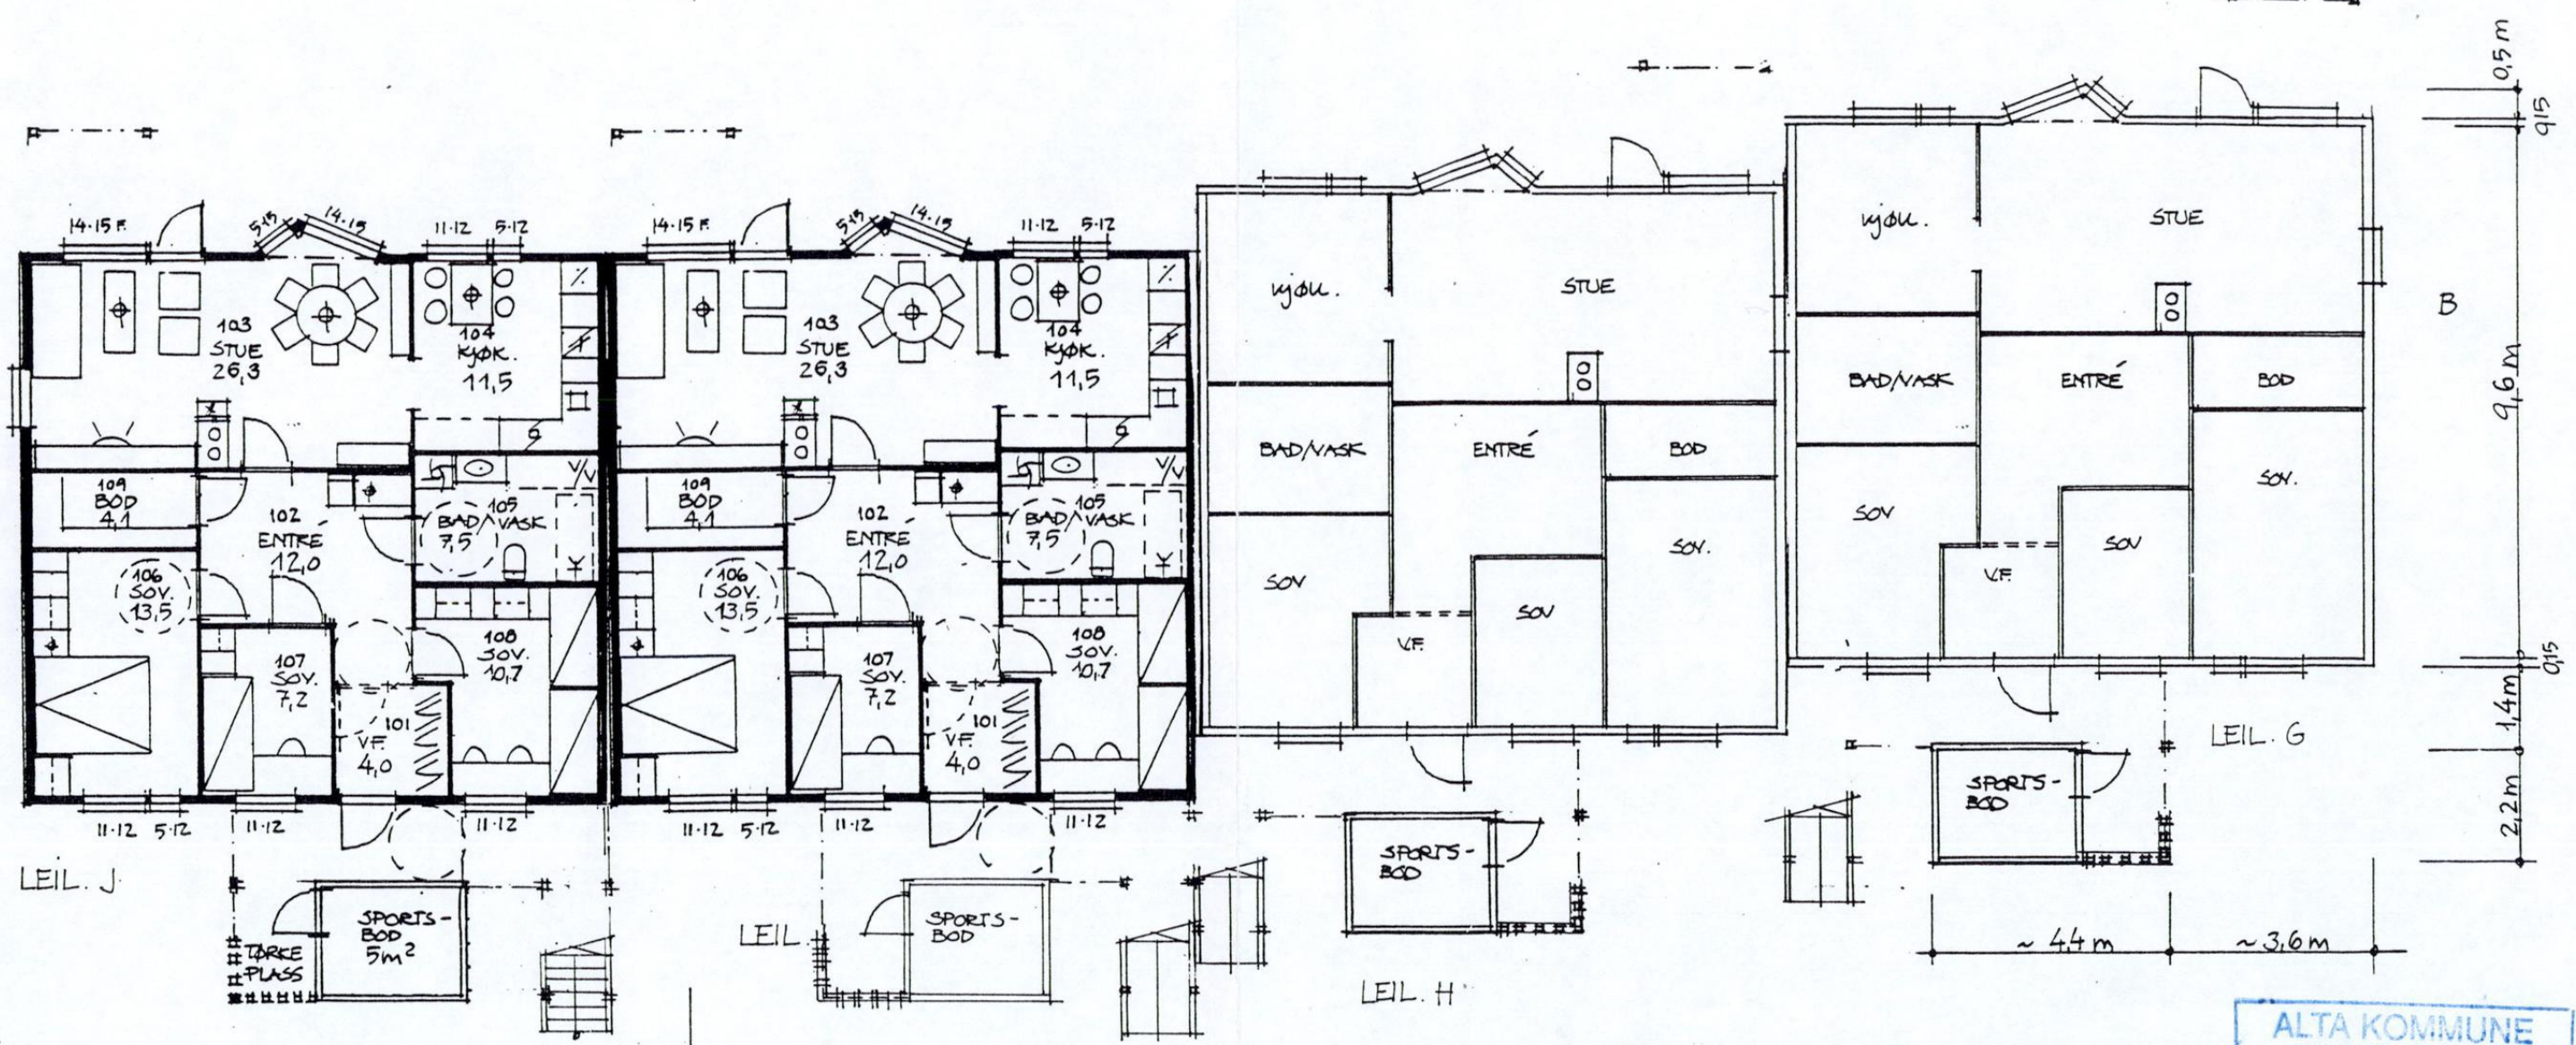 14·15 F.
5·15
14·15
11·12
5·12
103
STUE
26,3
104
KJØK.
11,5
109
BOD
4,1
102
ENTRÉ
12,0
105
BAD/VASK
7,5
V/V
106
SOV.
13,5
107
SOV.
7,2
101
V.F.
4,0
108
SOV.
10,7
11·12
5·12
11·12
11·12
LEIL. J.
TØRKE
PLASS
SPORTS-
BOD
5m²
14·15 F.
5·15
14·15
11·12
5·12
103
STUE
26,3
104
KJØK.
11,5
109
BOD
4,1
102
ENTRÉ
12,0
105
BAD/VASK
7,5
V/V
106
SOV.
13,5
107
SOV.
7,2
101
V.F.
4,0
108
SOV.
10,7
11·12
5·12
11·12
11·12
LEIL.
SPORTS-
BOD
KJØK.
STUE
BAD/VASK
ENTRÉ
BOD
SOV
V.F.
SOV
SOV.
SPORTS-
BOD
LEIL. H
KJØK.
STUE
BAD/VASK
ENTRÉ
BOD
SOV
V.F.
SOV
SOV.
LEIL. G
SPORTS-
BOD
~ 4,4 m
~ 3,6 m
B
0,5 m
0,15
9,6 m
0,15
1,4 m
2,2 m
ALTA KOMMUNE